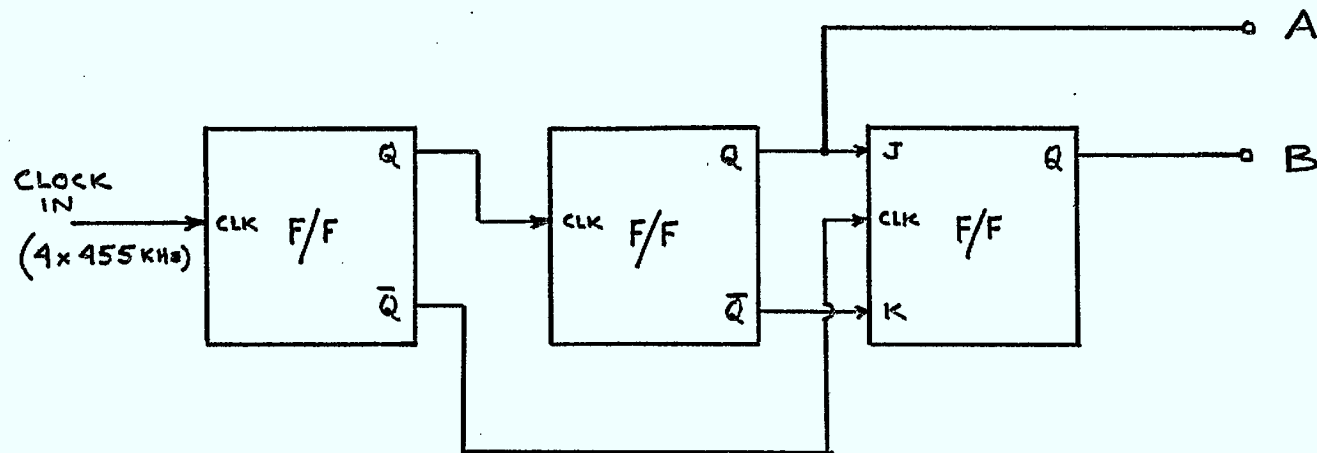 A
Q
Q
J
Q
B
CLOCK
IN
CLK
F/F
CLK
F/F
CLK
F/F
(4 x 455 KHz)
Q̅
Q̅
K